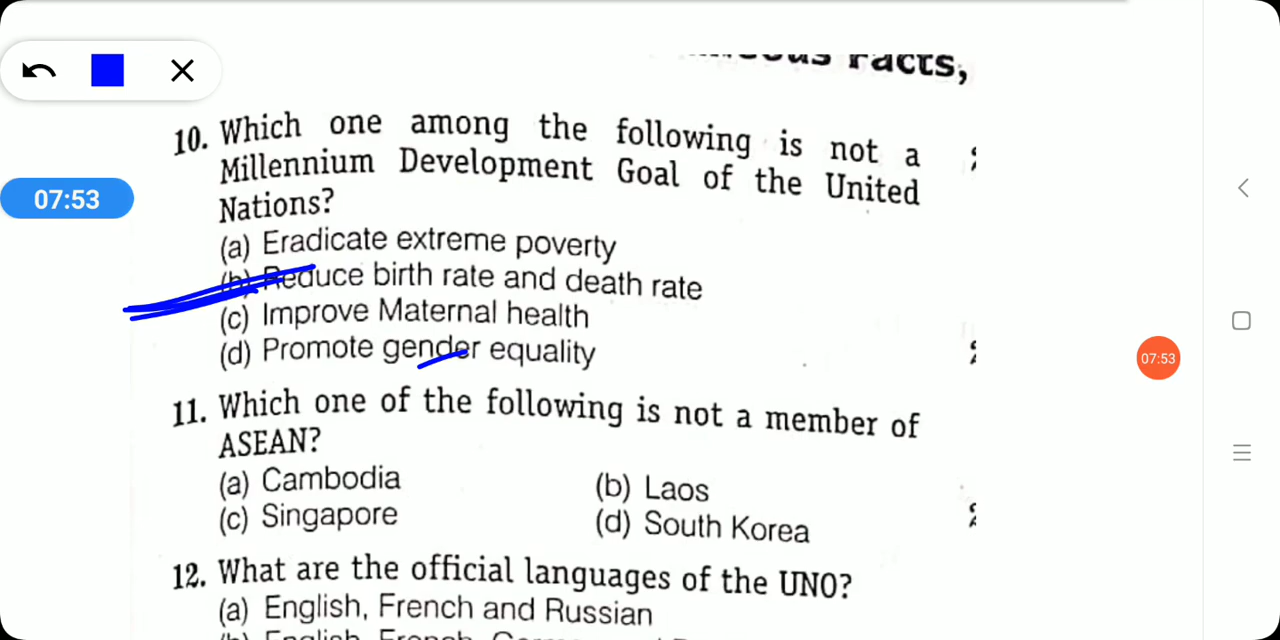 Facts,
10. Which one among the following is not a
Millennium Development Goal of the United
Nations?
07:53
(a) Eradicate extreme poverty
(b) Reduce birth rate and death rate
(c) Improve Maternal health
(d) Promote gender equality
07:53
11. Which one of the following is not a member of
ASEAN?
(a) Cambodia (b) Laos
(c) Singapore (d) South Korea
12. What are the official languages of the UNO?
(a) English, French and Russian
(b) English, French,